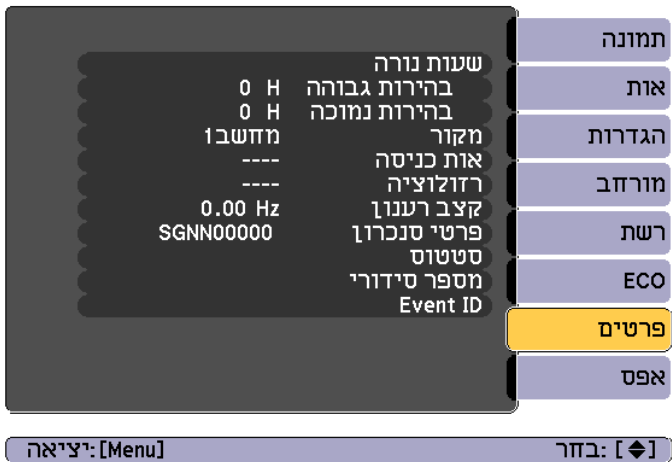 תמונה
אות
הגדרות
מורחב
רשת
ECO
פרטים
אפס
שעות נורה
בהירות גבוהה 0 H
בהירות נמוכה 0 H
מקור מחשב1
אות כניסה ----
רזולוציה ----
קצב רענון 0.00 Hz
פרטי סנכרון SGNN00000
סטטוס
מספר סידורי
Event ID
[◆]: בחר
[Menu]:יציאה